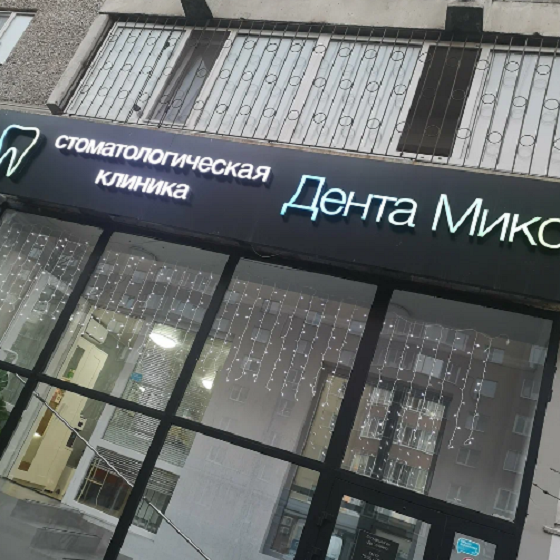 стоматологическая
клиника
Дента Мико